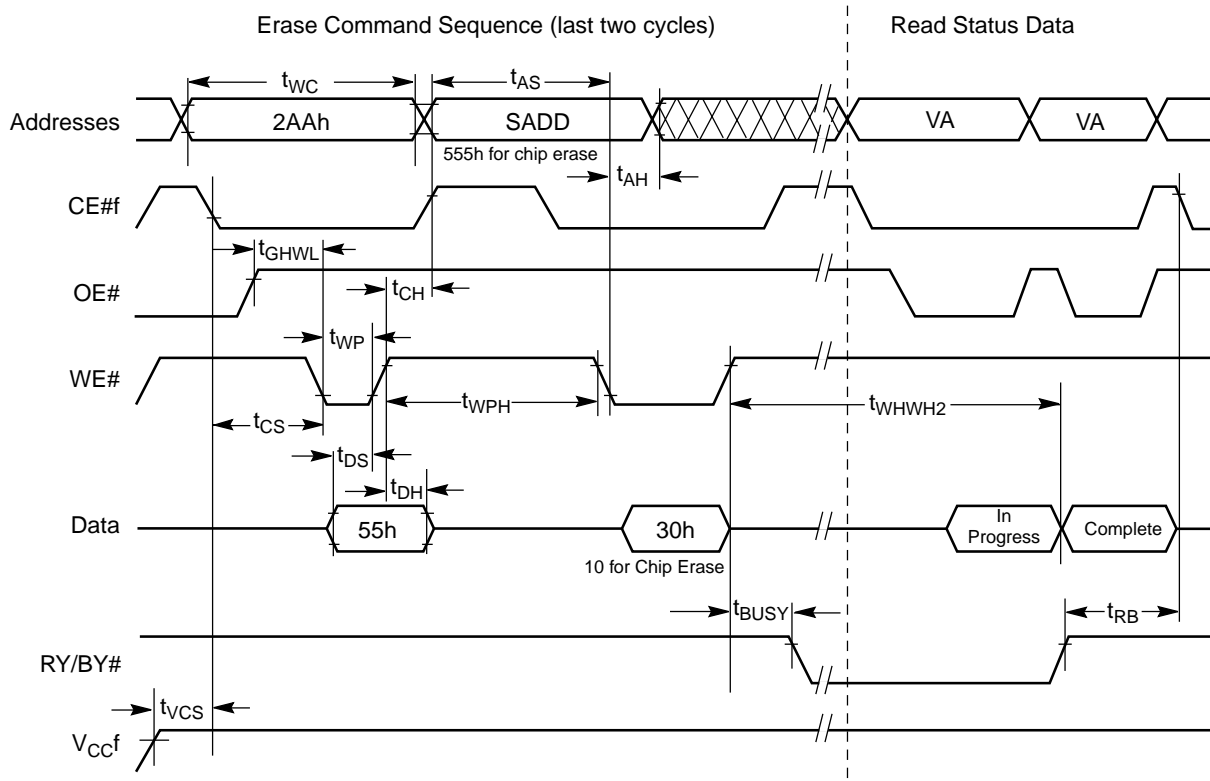 Erase Command Sequence (last two cycles)
Read Status Data
tWC
tAS
Addresses
2AAh
SADD
VA
VA
555h for chip erase
tAH
CE#f
tGHWL
OE#
tCH
tWP
WE#
tWPH
tWHWH2
tCS
tDS
tDH
Data
55h
30h
In
Progress
Complete
10 for Chip Erase
tBUSY
tRB
RY/BY#
tVCS
VCCf